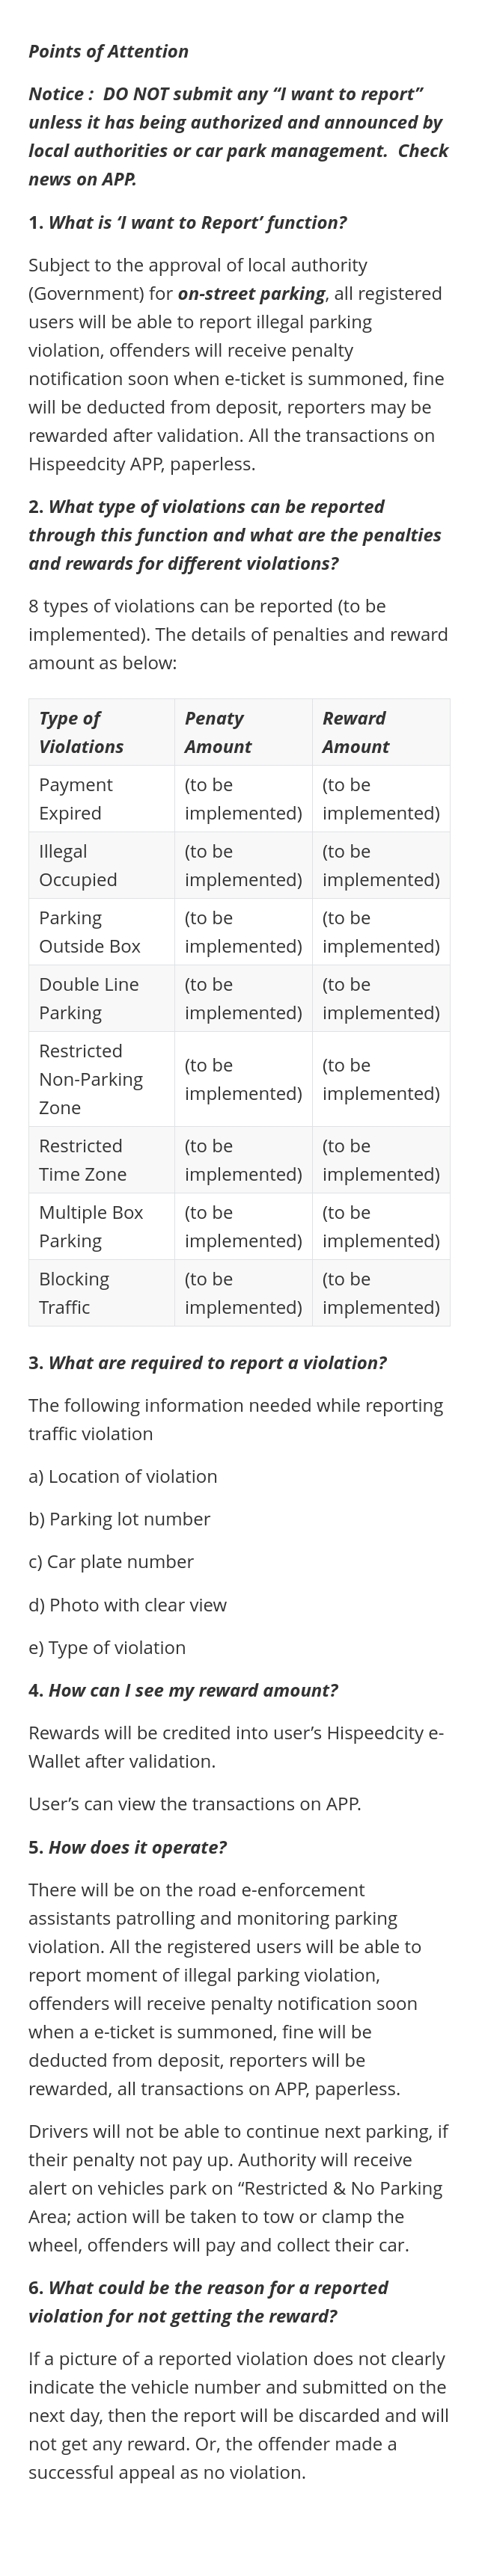 Points of Attention
Notice :  DO NOT submit any “I want to report”
unless it has being authorized and announced by
local authorities or car park management.  Check
news on APP.
1. What is ‘I want to Report’ function?
Subject to the approval of local authority
(Government) for on-street parking, all registered
users will be able to report illegal parking
violation, offenders will receive penalty
notification soon when e-ticket is summoned, fine
will be deducted from deposit, reporters may be
rewarded after validation. All the transactions on
Hispeedcity APP, paperless.
2. What type of violations can be reported
through this function and what are the penalties
and rewards for different violations?
8 types of violations can be reported (to be
implemented). The details of penalties and reward
amount as below:
Type of Violations Penaty Amount Reward Amount
Payment Expired (to be implemented) (to be implemented)
Illegal Occupied (to be implemented) (to be implemented)
Parking Outside Box (to be implemented) (to be implemented)
Double Line Parking (to be implemented) (to be implemented)
Restricted Non-Parking Zone (to be implemented) (to be implemented)
Restricted Time Zone (to be implemented) (to be implemented)
Multiple Box Parking (to be implemented) (to be implemented)
Blocking Traffic (to be implemented) (to be implemented)
3. What are required to report a violation?
The following information needed while reporting
traffic violation
a) Location of violation
b) Parking lot number
c) Car plate number
d) Photo with clear view
e) Type of violation
4. How can I see my reward amount?
Rewards will be credited into user’s Hispeedcity e-
Wallet after validation.
User’s can view the transactions on APP.
5. How does it operate?
There will be on the road e-enforcement
assistants patrolling and monitoring parking
violation. All the registered users will be able to
report moment of illegal parking violation,
offenders will receive penalty notification soon
when a e-ticket is summoned, fine will be
deducted from deposit, reporters will be
rewarded, all transactions on APP, paperless.
Drivers will not be able to continue next parking, if
their penalty not pay up. Authority will receive
alert on vehicles park on “Restricted & No Parking
Area; action will be taken to tow or clamp the
wheel, offenders will pay and collect their car.
6. What could be the reason for a reported
violation for not getting the reward?
If a picture of a reported violation does not clearly
indicate the vehicle number and submitted on the
next day, then the report will be discarded and will
not get any reward. Or, the offender made a
successful appeal as no violation.